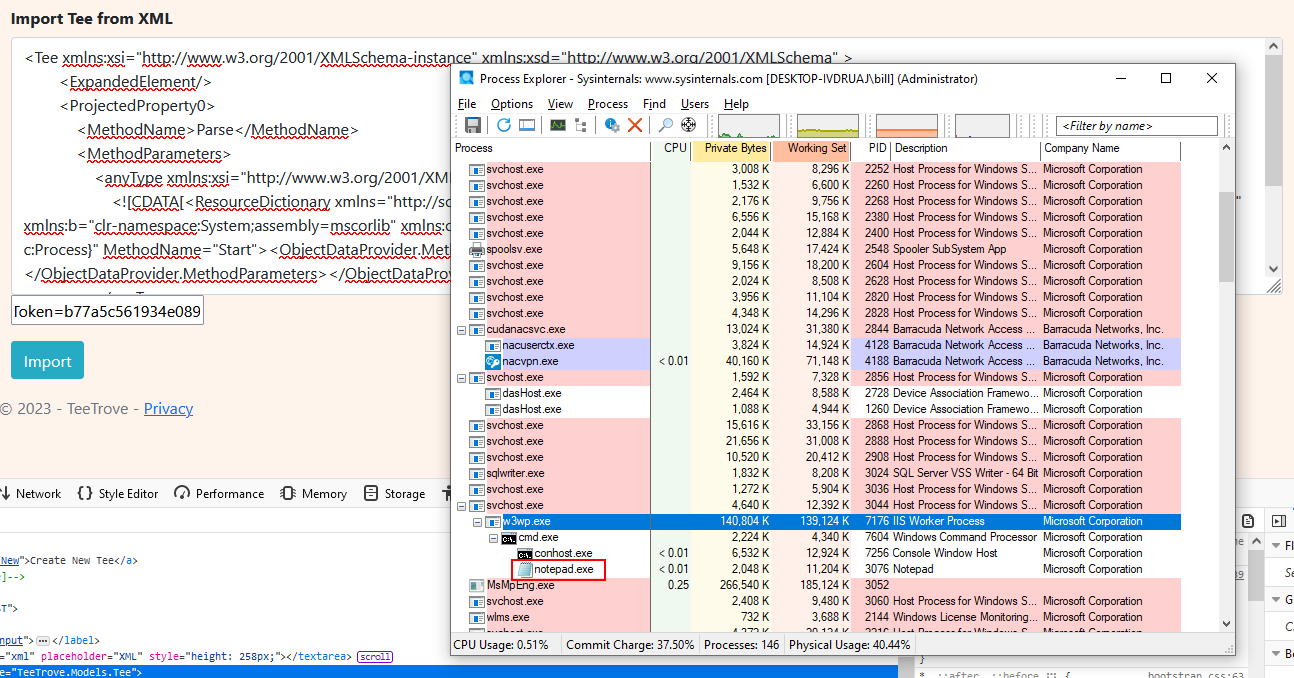 Import Tee from XML
<Tee xmlns:xsi="http://www.w3.org/2001/XMLSchema-instance" xmlns:xsd="http://www.w3.org/2001/XMLSchema" >
<ExpandedElement/>
<ProjectedProperty0>
<MethodName>Parse</MethodName>
<MethodParameters>
<anyType xmlns:xsi="http://www.w3.org/2001/XML
<![CDATA[<ResourceDictionary xmlns="http://sc
"
xmlns:b="clr-namespace:System;assembly=mscorlib" xmlns:c
c:Process}" MethodName="Start"><ObjectDataProvider.Meth
</ObjectDataProvider.MethodParameters></ObjectDataProv
Token=b77a5c561934e089
Import
© 2023 - TeeTrove - Privacy
Process Explorer - Sysinternals: www.sysinternals.com [DESKTOP-IVDRUAJ\bill] (Administrator)
File Options View Process Find Users Help
<Filter by name>
Process CPU Private Bytes Working Set PID Description Company Name
svchost.exe 3,008 K 8,296 K 2252 Host Process for Windows S... Microsoft Corporation
svchost.exe 1,532 K 6,600 K 2260 Host Process for Windows S... Microsoft Corporation
svchost.exe 2,176 K 9,756 K 2268 Host Process for Windows S... Microsoft Corporation
svchost.exe 6,556 K 15,168 K 2380 Host Process for Windows S... Microsoft Corporation
svchost.exe 2,044 K 12,884 K 2400 Host Process for Windows S... Microsoft Corporation
spoolsv.exe 5,648 K 17,424 K 2548 Spooler SubSystem App Microsoft Corporation
svchost.exe 9,156 K 18,200 K 2604 Host Process for Windows S... Microsoft Corporation
svchost.exe 2,024 K 8,508 K 2628 Host Process for Windows S... Microsoft Corporation
svchost.exe 3,956 K 11,104 K 2820 Host Process for Windows S... Microsoft Corporation
svchost.exe 4,348 K 14,296 K 2828 Host Process for Windows S... Microsoft Corporation
cudanacsvc.exe 13,024 K 31,380 K 2844 Barracuda Network Access ... Barracuda Networks, Inc.
nacuserctx.exe 3,824 K 14,924 K 4128 Barracuda Network Access ... Barracuda Networks, Inc.
nacvpn.exe < 0.01 40,160 K 71,148 K 4188 Barracuda Network Access ... Barracuda Networks, Inc.
svchost.exe 1,592 K 7,328 K 2856 Host Process for Windows S... Microsoft Corporation
dasHost.exe 2,464 K 8,588 K 2728 Device Association Framewo... Microsoft Corporation
dasHost.exe 1,088 K 4,944 K 1260 Device Association Framewo... Microsoft Corporation
svchost.exe 15,616 K 33,156 K 2868 Host Process for Windows S... Microsoft Corporation
svchost.exe 21,656 K 31,008 K 2888 Host Process for Windows S... Microsoft Corporation
svchost.exe 10,520 K 20,412 K 2908 Host Process for Windows S... Microsoft Corporation
sqlwriter.exe 1,832 K 8,208 K 3024 SQL Server VSS Writer - 64 Bit Microsoft Corporation
svchost.exe 1,272 K 5,904 K 3036 Host Process for Windows S... Microsoft Corporation
svchost.exe 4,640 K 12,392 K 3044 Host Process for Windows S... Microsoft Corporation
w3wp.exe 140,804 K 139,124 K 7176 IIS Worker Process Microsoft Corporation
cmd.exe 2,224 K 4,340 K 7604 Windows Command Processor Microsoft Corporation
conhost.exe < 0.01 6,532 K 12,924 K 7256 Console Window Host Microsoft Corporation
notepad.exe < 0.01 2,048 K 11,204 K 3076 Notepad Microsoft Corporation
MsMpEng.exe 0.25 266,540 K 185,124 K 3052
svchost.exe 2,408 K 9,480 K 3060 Host Process for Windows S... Microsoft Corporation
wlms.exe 732 K 3,688 K 2844 Windows License Monitoring... Microsoft Corporation
CPU Usage: 0.51% Commit Charge: 37.50% Processes: 146 Physical Usage: 40.44%
Network Style Editor Performance Memory Storage
New">Create New Tee</a>
]-->
T">
nput"> ... </label>
="xml" placeholder="XML" style="height: 258px;"></textarea> scroll
e="TeeTrove.Models.Tee">
}
* ::after, ::before { bootstrap.css:63